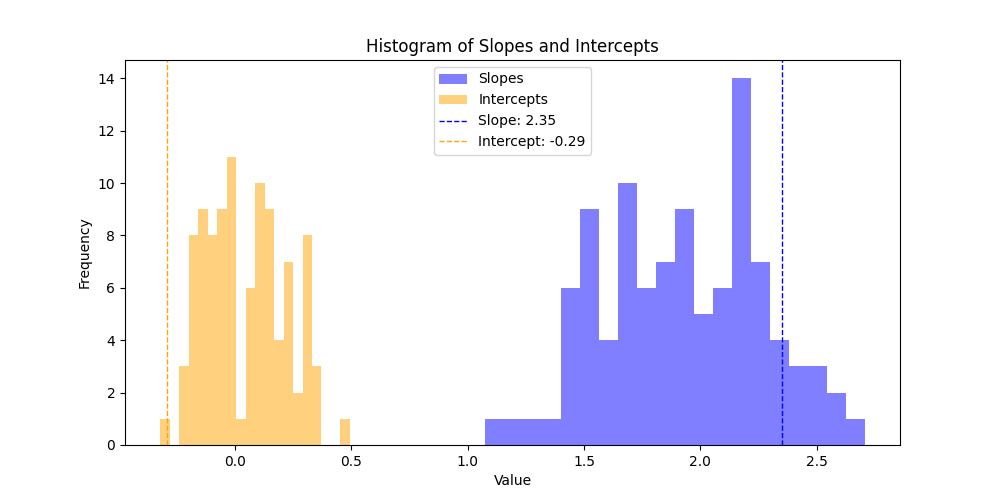 Histogram of Slopes and Intercepts
Slopes
Intercepts
Slope: 2.35
Intercept: -0.29
Frequency
14
12
10
8
6
4
2
0
0.0 0.5 1.0 1.5 2.0 2.5
Value